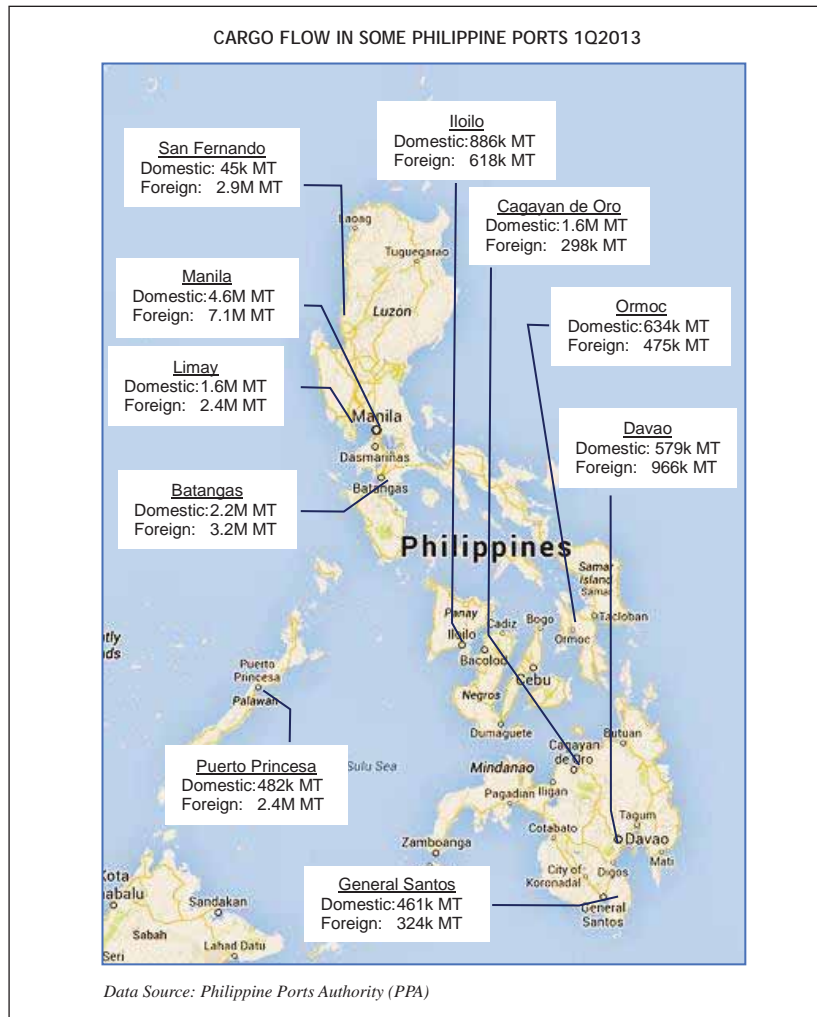 CARGO FLOW IN SOME PHILIPPINE PORTS 1Q2013
Iloilo
Domestic:886k MT
Foreign: 618k MT
San Fernando
Domestic: 45k MT
Foreign: 2.9M MT
Cagayan de Oro
Domestic:1.6M MT
Foreign: 298k MT
Laoag
Tuguegarao
Manila
Domestic:4.6M MT
Foreign: 7.1M MT
Luzon
Ormoc
Domestic:634k MT
Foreign: 475k MT
Limay
Domestic:1.6M MT
Foreign: 2.4M MT
Manila
Dasmariñas
Davao
Domestic: 579k MT
Foreign: 966k MT
Batangas
Batangas
Domestic:2.2M MT
Foreign: 3.2M MT
Philippines
Samar
Island
Samar
Panay
Iloilo
Cadiz
Bogo
Tacloban
Ormoc
Bacolod
Cebu
Negros
ntly
nds
Puerto
Princesa
Palawan
Dumaguete
Butuan
Cagayan
de Oro
Puerto Princesa
Domestic:482k MT
Foreign: 2.4M MT
Sulu Sea
Mindanao
Pagadian
Iligan
Tagum
Cotabato
Davao
Zamboanga
Mati
City of
Koronadal
Digos
General Santos
Domestic:461k MT
Foreign: 324k MT
General
Santos
Kota
nabalu
Sandakan
Sabah
Lahad Datu
Seri
Data Source: Philippine Ports Authority (PPA)